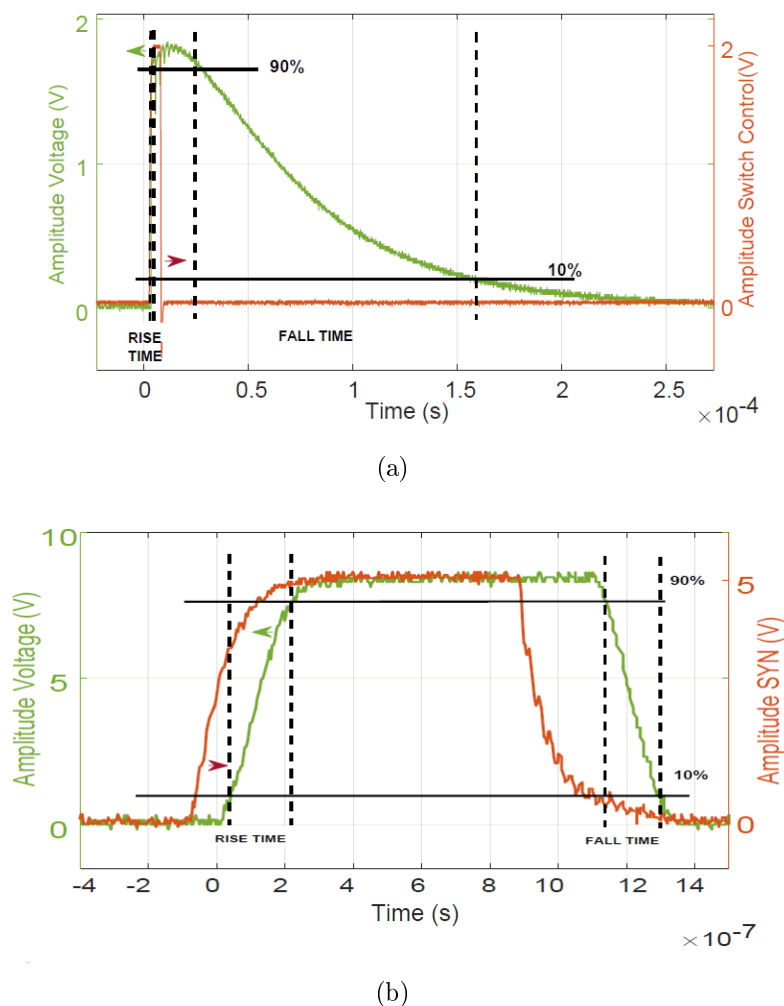 2
1
0
Amplitude Voltage (V)
90%
10%
RISE
TIME
FALL TIME
2
1
0
Amplitude Switch Control(V)
0 0.5 1 1.5 2 2.5
Time (s)
×10⁻⁴
(a)
10
5
0
Amplitude Voltage (V)
90%
10%
RISE TIME
FALL TIME
5
0
Amplitude SYN (V)
-4 -2 0 2 4 6 8 10 12 14
Time (s)
×10⁻⁷
(b)